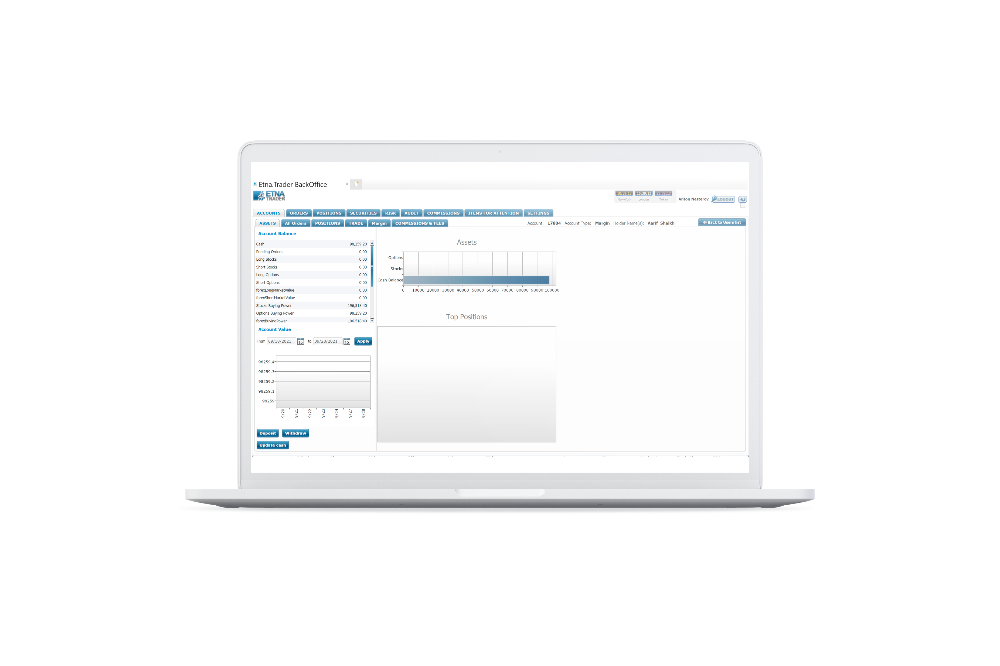 Etna.Trader BackOffice
x
ETNA
TRADER
10:39:13 15:39:13 23:39:13
New-York London Tokyo
Anton Nesterov
LOGOUT
ACCOUNTS ORDERS POSITIONS SECURITIES RISK AUDIT COMMISSIONS ITEMS FOR ATTENTION SETTINGS
ASSETS All Orders POSITIONS TRADE Margin COMMISSIONS & FEES
Account: 17804 Account Type: Margin Holder Name(s): Aarif Shaikh
Back to Users list
Account Balance
Cash 98,259.20
Pending Orders 0.00
Long Stocks 0.00
Short Stocks 0.00
Long Options 0.00
Short Options 0.00
forexLongMarketValue 0.00
forexShortMarketValue 0.00
Stocks Buying Power 196,518.40
Options Buying Power 98,259.20
forexBuyingPower 196,518.40
Account Value
From 09/18/2021 15 to 09/28/2021 15 Apply
98259.4
98259.3
98259.2
98259.1
98259
9/20 9/21 9/22 9/23 9/24 9/27 9/28
Deposit Withdraw
Update cash
Assets
Options
Stocks
Cash Balance
0 10000 20000 30000 40000 50000 60000 70000 80000 90000 100000
Top Positions